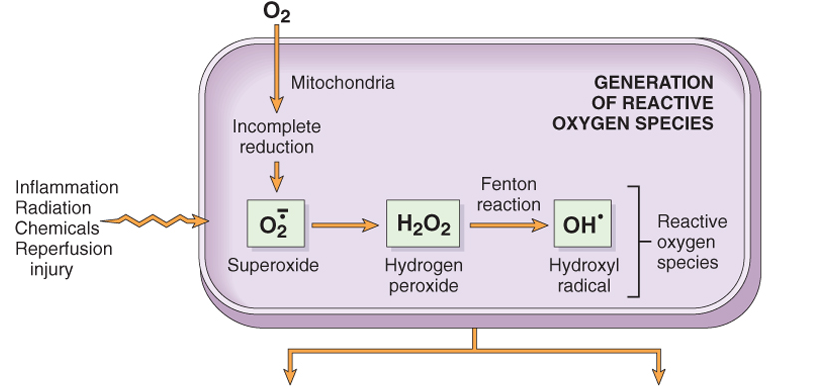 O₂
Mitochondria
GENERATION
OF REACTIVE
OXYGEN SPECIES
Incomplete
reduction
Inflammation
Radiation
Chemicals
Reperfusion
injury
O₂•̄
Superoxide
H₂O₂
Hydrogen
peroxide
Fenton
reaction
OH•
Hydroxyl
radical
Reactive
oxygen
species